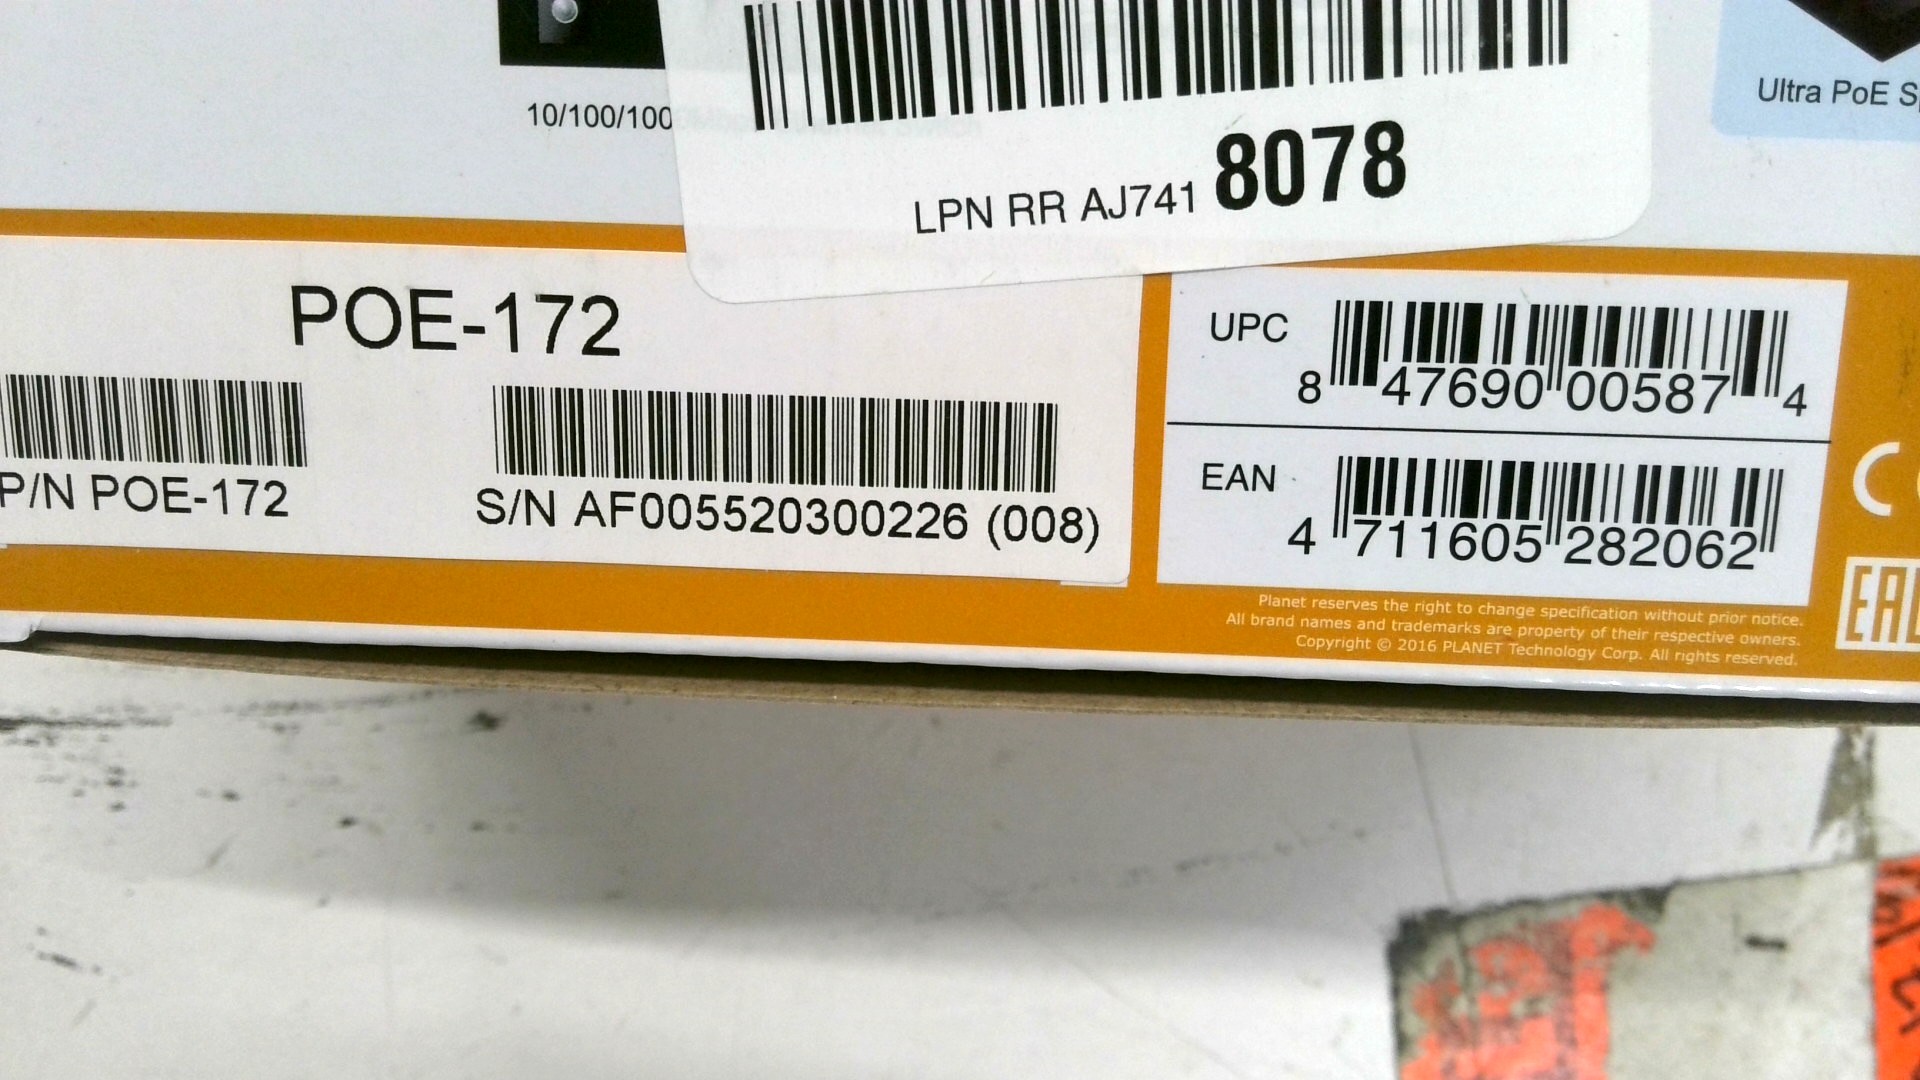 10/100/100
Ultra PoE S
LPN RR AJ741 8078
POE-172
P/N POE-172
S/N AF005520300226 (008)
UPC
8 47690 00587 4
EAN
4 711605 282062
CE
EAC
Planet reserves the right to change specification without prior notice.
All brand names and trademarks are property of their respective owners.
Copyright © 2016 PLANET Technology Corp. All rights reserved.